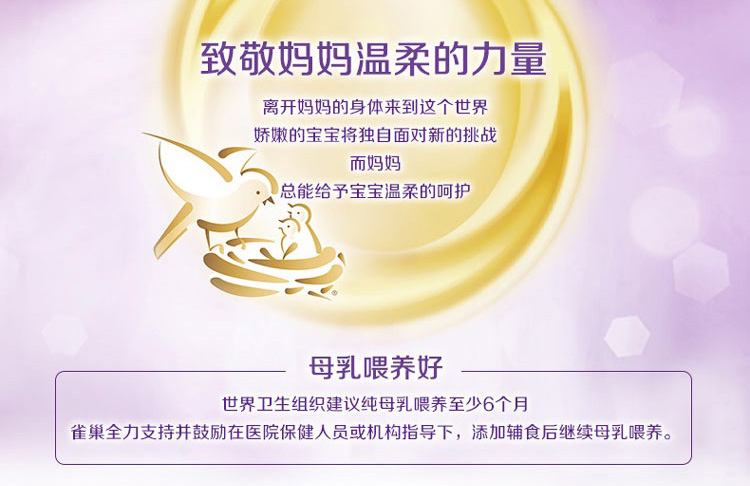 致敬妈妈温柔的力量
离开妈妈的身体来到这个世界
娇嫩的宝宝将独自面对新的挑战
而妈妈
总能给予宝宝温柔的呵护
®
母乳喂养好
世界卫生组织建议纯母乳喂养至少6个月
雀巢全力支持并鼓励在医院保健人员或机构指导下，添加辅食后继续母乳喂养。